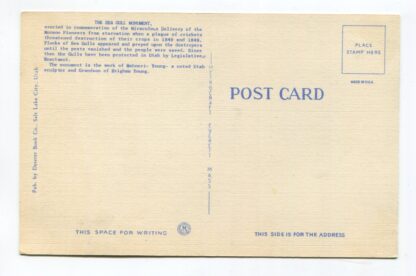 THE SEA GULL MONUMENT,
erected in commemoration of the Miraculous Delivery of the
Mormon Pioneers from starvation when a plague of crickets
threatened destruction of their crops in 1848 and 1849.
Flocks of Sea Gulls appeared and preyed upon the destroyers
until the pests vanished and the people were saved. Since
then the Gulls have been protected in Utah by Legislative
Enactment.
The monument is the work of Mahonri Young- a noted Utah
sculptor and Grandson of Brigham Young.
Pub. by Deseret Book Co., Salt Lake City, Utah
POST CARD
PLACE
STAMP HERE
MADE IN U.S.A.
THIS SPACE FOR WRITING
THIS SIDE IS FOR THE ADDRESS